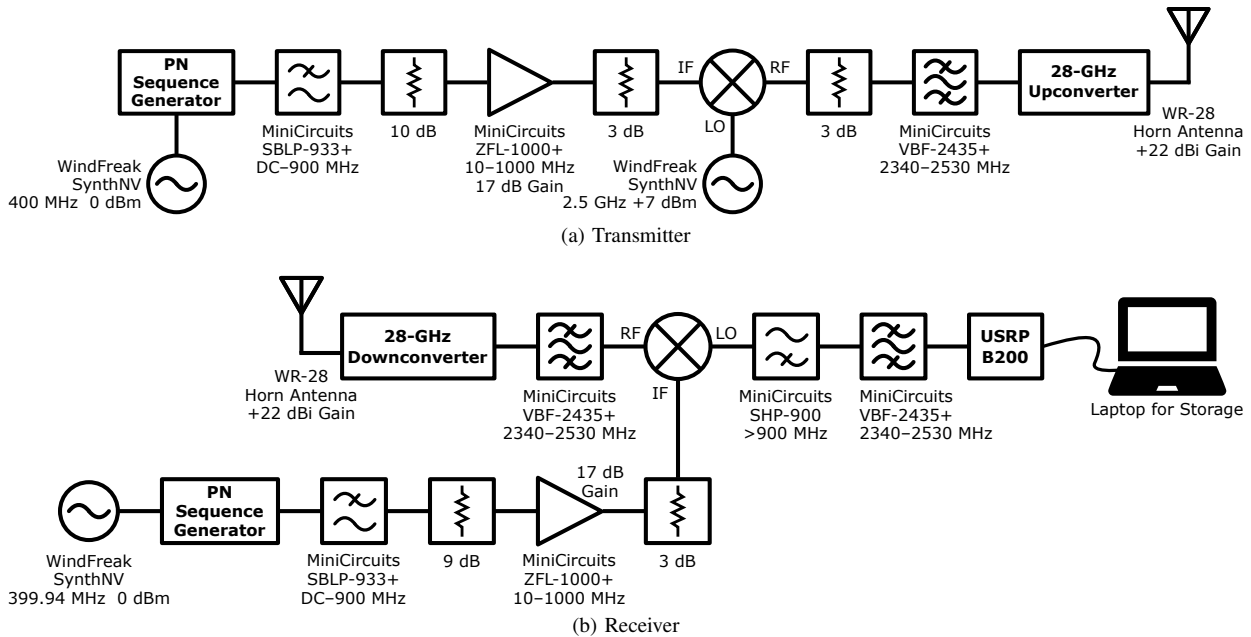 PN
Sequence
Generator
WindFreak
SynthNV
400 MHz 0 dBm
MiniCircuits
SBLP-933+
DC–900 MHz
10 dB
MiniCircuits
ZFL-1000+
10–1000 MHz
17 dB Gain
3 dB
IF
RF
LO
WindFreak
SynthNV
2.5 GHz +7 dBm
3 dB
MiniCircuits
VBF-2435+
2340–2530 MHz
28-GHz
Upconverter
WR-28
Horn Antenna
+22 dBi Gain
(a) Transmitter
WR-28
Horn Antenna
+22 dBi Gain
28-GHz
Downconverter
MiniCircuits
VBF-2435+
2340–2530 MHz
RF
LO
IF
MiniCircuits
SHP-900
>900 MHz
MiniCircuits
VBF-2435+
2340–2530 MHz
USRP
B200
Laptop for Storage
WindFreak
SynthNV
399.94 MHz 0 dBm
PN
Sequence
Generator
MiniCircuits
SBLP-933+
DC–900 MHz
9 dB
17 dB
Gain
MiniCircuits
ZFL-1000+
10–1000 MHz
3 dB
(b) Receiver